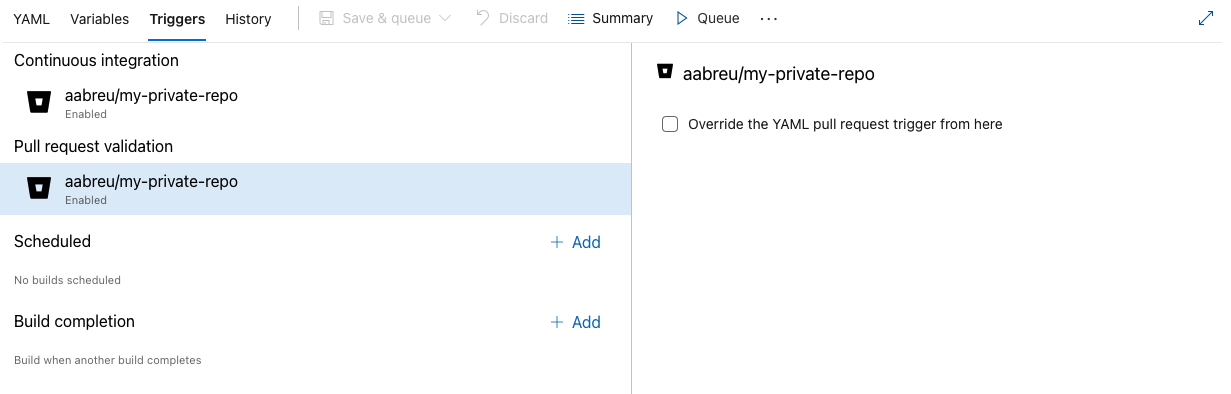 YAML Variables Triggers History Save & queue Discard Summary Queue ...
Continuous integration
aabreu/my-private-repo
Enabled
Pull request validation
aabreu/my-private-repo
Enabled
Scheduled + Add
No builds scheduled
Build completion + Add
Build when another build completes
aabreu/my-private-repo
Override the YAML pull request trigger from here